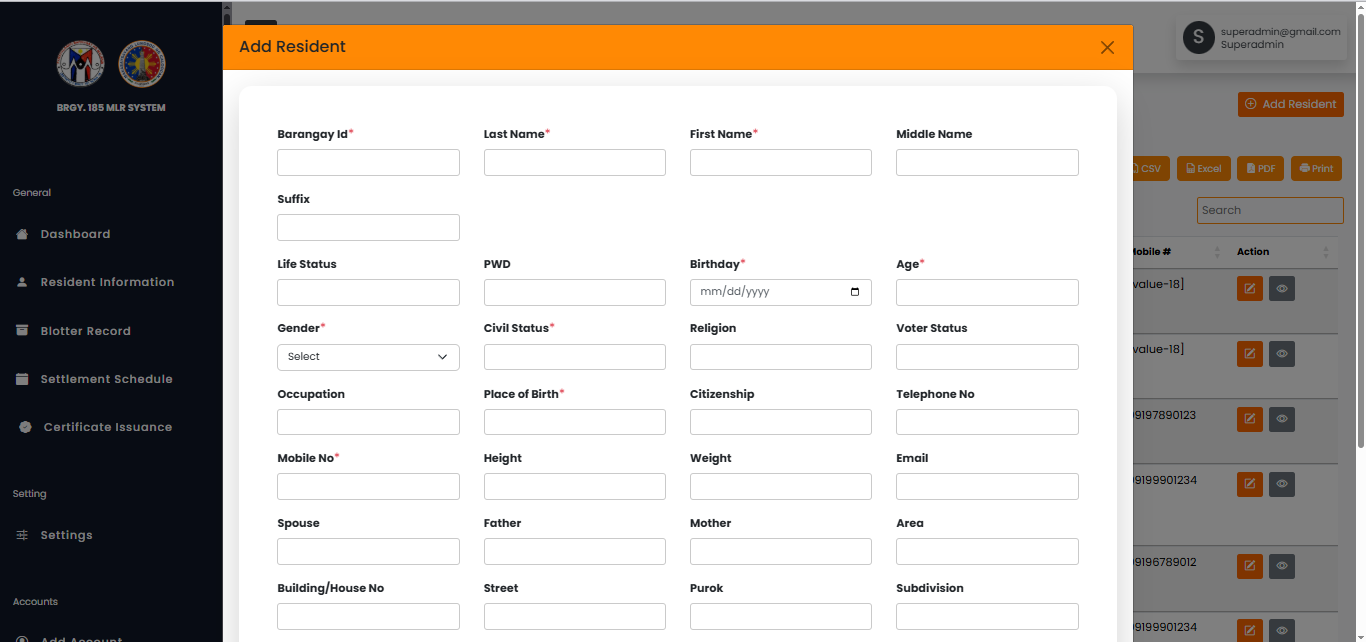 Add Resident
S
superadmin@gmail.com
Superadmin
BRGY. 185 MLR SYSTEM
Add Resident
General
Dashboard
Resident Information
Blotter Record
Settlement Schedule
Certificate Issuance
Setting
Settings
Accounts
Add Account
Barangay Id* Last Name* First Name* Middle Name
Suffix
Life Status PWD Birthday* Age*
mm/dd/yyyy
Gender* Civil Status* Religion Voter Status
Select
Occupation Place of Birth* Citizenship Telephone No
Mobile No* Height Weight Email
Spouse Father Mother Area
Building/House No Street Purok Subdivision
CSV Excel PDF Print
Search
Mobile # Action
value-18]
value-18]
09197890123
09199901234
09196789012
09199901234